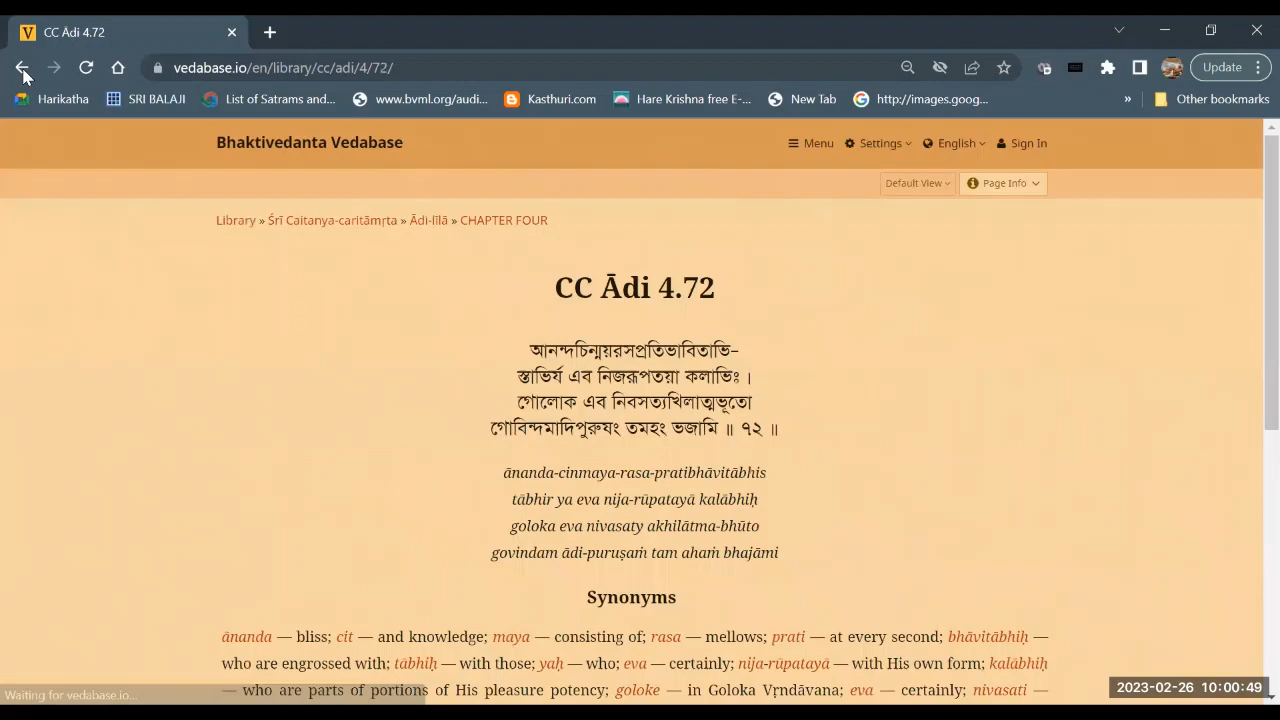 CC Ādi 4.72
vedabase.io/en/library/cc/adi/4/72/
Update
Harikatha
SRI BALAJI
List of Satrams and...
www.bvml.org/audi...
Kasthuri.com
Hare Krishna free E-...
New Tab
http://images.goog...
»
Other bookmarks
Bhaktivedanta Vedabase
Menu
Settings
English
Sign In
Default View
Page Info
Library » Śrī Caitanya-caritāmṛta » Ādi-līlā » CHAPTER FOUR
CC Ādi 4.72
আনন্দচিন্ময়রসপ্রতিভাবিতাভি-
স্তাভির্য এব নিজরূপতয়া কলাভিঃ ।
গোলোক এব নিবসত্যখিলাত্মভূতো
গোবিন্দমাদিপুরুষং তমহং ভজামি ॥ ৭২ ॥
ānanda-cinmaya-rasa-pratibhāvitābhis
tābhir ya eva nija-rūpatayā kalābhiḥ
goloka eva nivasaty akhilātma-bhūto
govindam ādi-puruṣaṁ tam ahaṁ bhajāmi
Synonyms
ānanda — bliss; cit — and knowledge; maya — consisting of; rasa — mellows; prati — at every second; bhāvitābhiḥ —
who are engrossed with; tābhiḥ — with those; yaḥ — who; eva — certainly; nija-rūpatayā — with His own form; kalābhiḥ
— who are parts of portions of His pleasure potency; goloke — in Goloka Vṛndāvana; eva — certainly; nivasati —
Waiting for vedabase.io...
2023-02-26 10:00:49